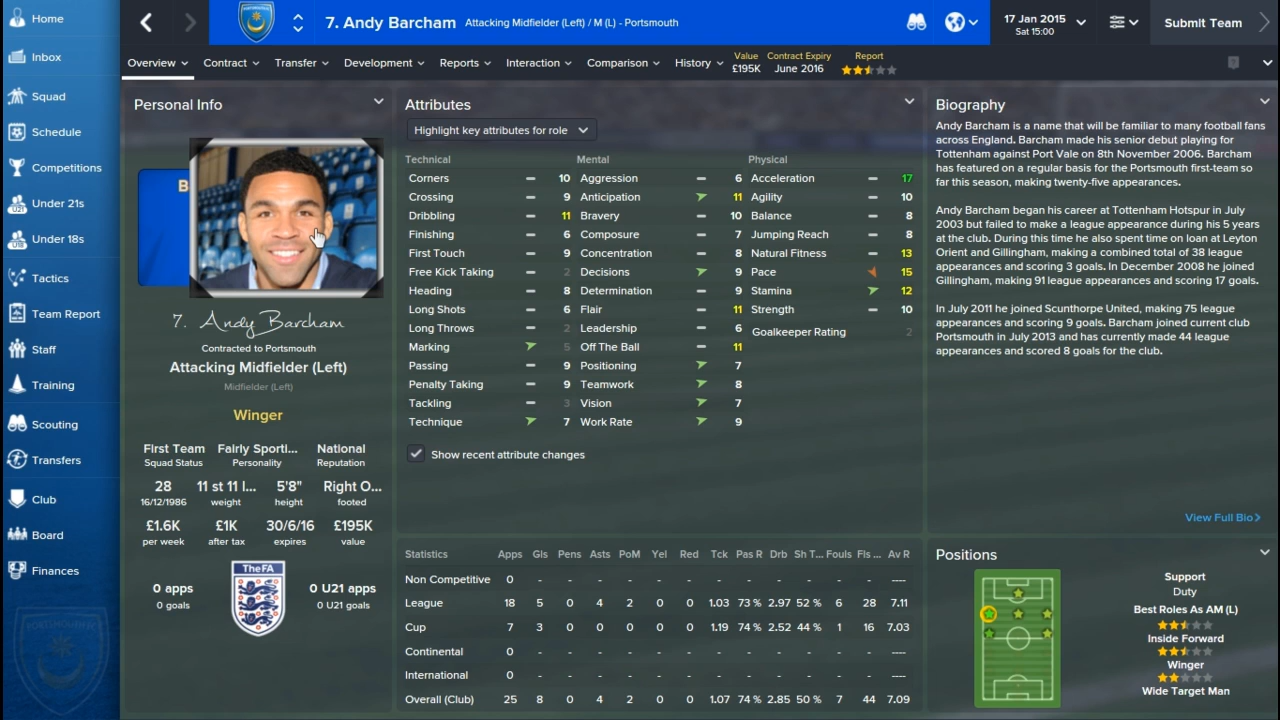 Home
Inbox
Squad
Schedule
Competitions
Under 21s
Under 18s
Tactics
Team Report
Staff
Training
Scouting
Transfers
Club
Board
Finances
7. Andy Barcham Attacking Midfielder (Left) / M (L) - Portsmouth
17 Jan 2015
Sat 15:00
Submit Team
Overview Contract Transfer Development Reports Interaction Comparison History
Value Contract Expiry Report
£195K June 2016
Personal Info
B
7. Andy Barcham
Contracted to Portsmouth
Attacking Midfielder (Left)
Midfielder (Left)
Winger
First Team Fairly Sporti... National
Squad Status Personality Reputation
28 11 st 11 l... 5'8" Right O...
16/12/1986 weight height footed
£1.6K £1K 30/6/16 £195K
per week after tax expires value
0 apps 0 U21 apps
0 goals 0 U21 goals
The FA
PORTSMOUTH FC
Attributes
Highlight key attributes for role
Technical Mental Physical
Corners 10 Aggression 6 Acceleration 17
Crossing 9 Anticipation 11 Agility 10
Dribbling 11 Bravery 10 Balance 8
Finishing 6 Composure 7 Jumping Reach 8
First Touch 9 Concentration 8 Natural Fitness 13
Free Kick Taking 2 Decisions 9 Pace 15
Heading 8 Determination 9 Stamina 12
Long Shots 6 Flair 11 Strength 10
Long Throws 2 Leadership 6 Goalkeeper Rating 2
Marking 5 Off The Ball 11
Passing 9 Positioning 7
Penalty Taking 9 Teamwork 8
Tackling 3 Vision 7
Technique 7 Work Rate 9
Show recent attribute changes
Statistics Apps Gls Pens Asts PoM Yel Red Tck Pas R Drb Sh T... Fouls Fls ... Av R
Non Competitive 0 - - - - - - - - - - - - ----
League 18 5 0 4 2 0 0 1.03 73 % 2.97 52 % 6 28 7.11
Cup 7 3 0 0 0 0 0 1.19 74 % 2.52 44 % 1 16 7.03
Continental 0 - - - - - - - - - - - - ----
International 0 - - - - - - - - - - - - ----
Overall (Club) 25 8 0 4 2 0 0 1.07 74 % 2.85 50 % 7 44 7.09
Biography
Andy Barcham is a name that will be familiar to many football fans
across England. Barcham made his senior debut playing for
Tottenham against Port Vale on 8th November 2006. Barcham
has featured on a regular basis for the Portsmouth first-team so
far this season, making twenty-five appearances.
Andy Barcham began his career at Tottenham Hotspur in July
2003 but failed to make a league appearance during his 5 years
at the club. During this time he also spent time on loan at Leyton
Orient and Gillingham, making a combined total of 38 league
appearances and scoring 3 goals. In December 2008 he joined
Gillingham, making 91 league appearances and scoring 17 goals.
In July 2011 he joined Scunthorpe United, making 75 league
appearances and scoring 9 goals. Barcham joined current club
Portsmouth in July 2013 and has currently made 44 league
appearances and scored 8 goals for the club.
View Full Bio>
Positions
Support
Duty
Best Roles As AM (L)
Inside Forward
Winger
Wide Target Man